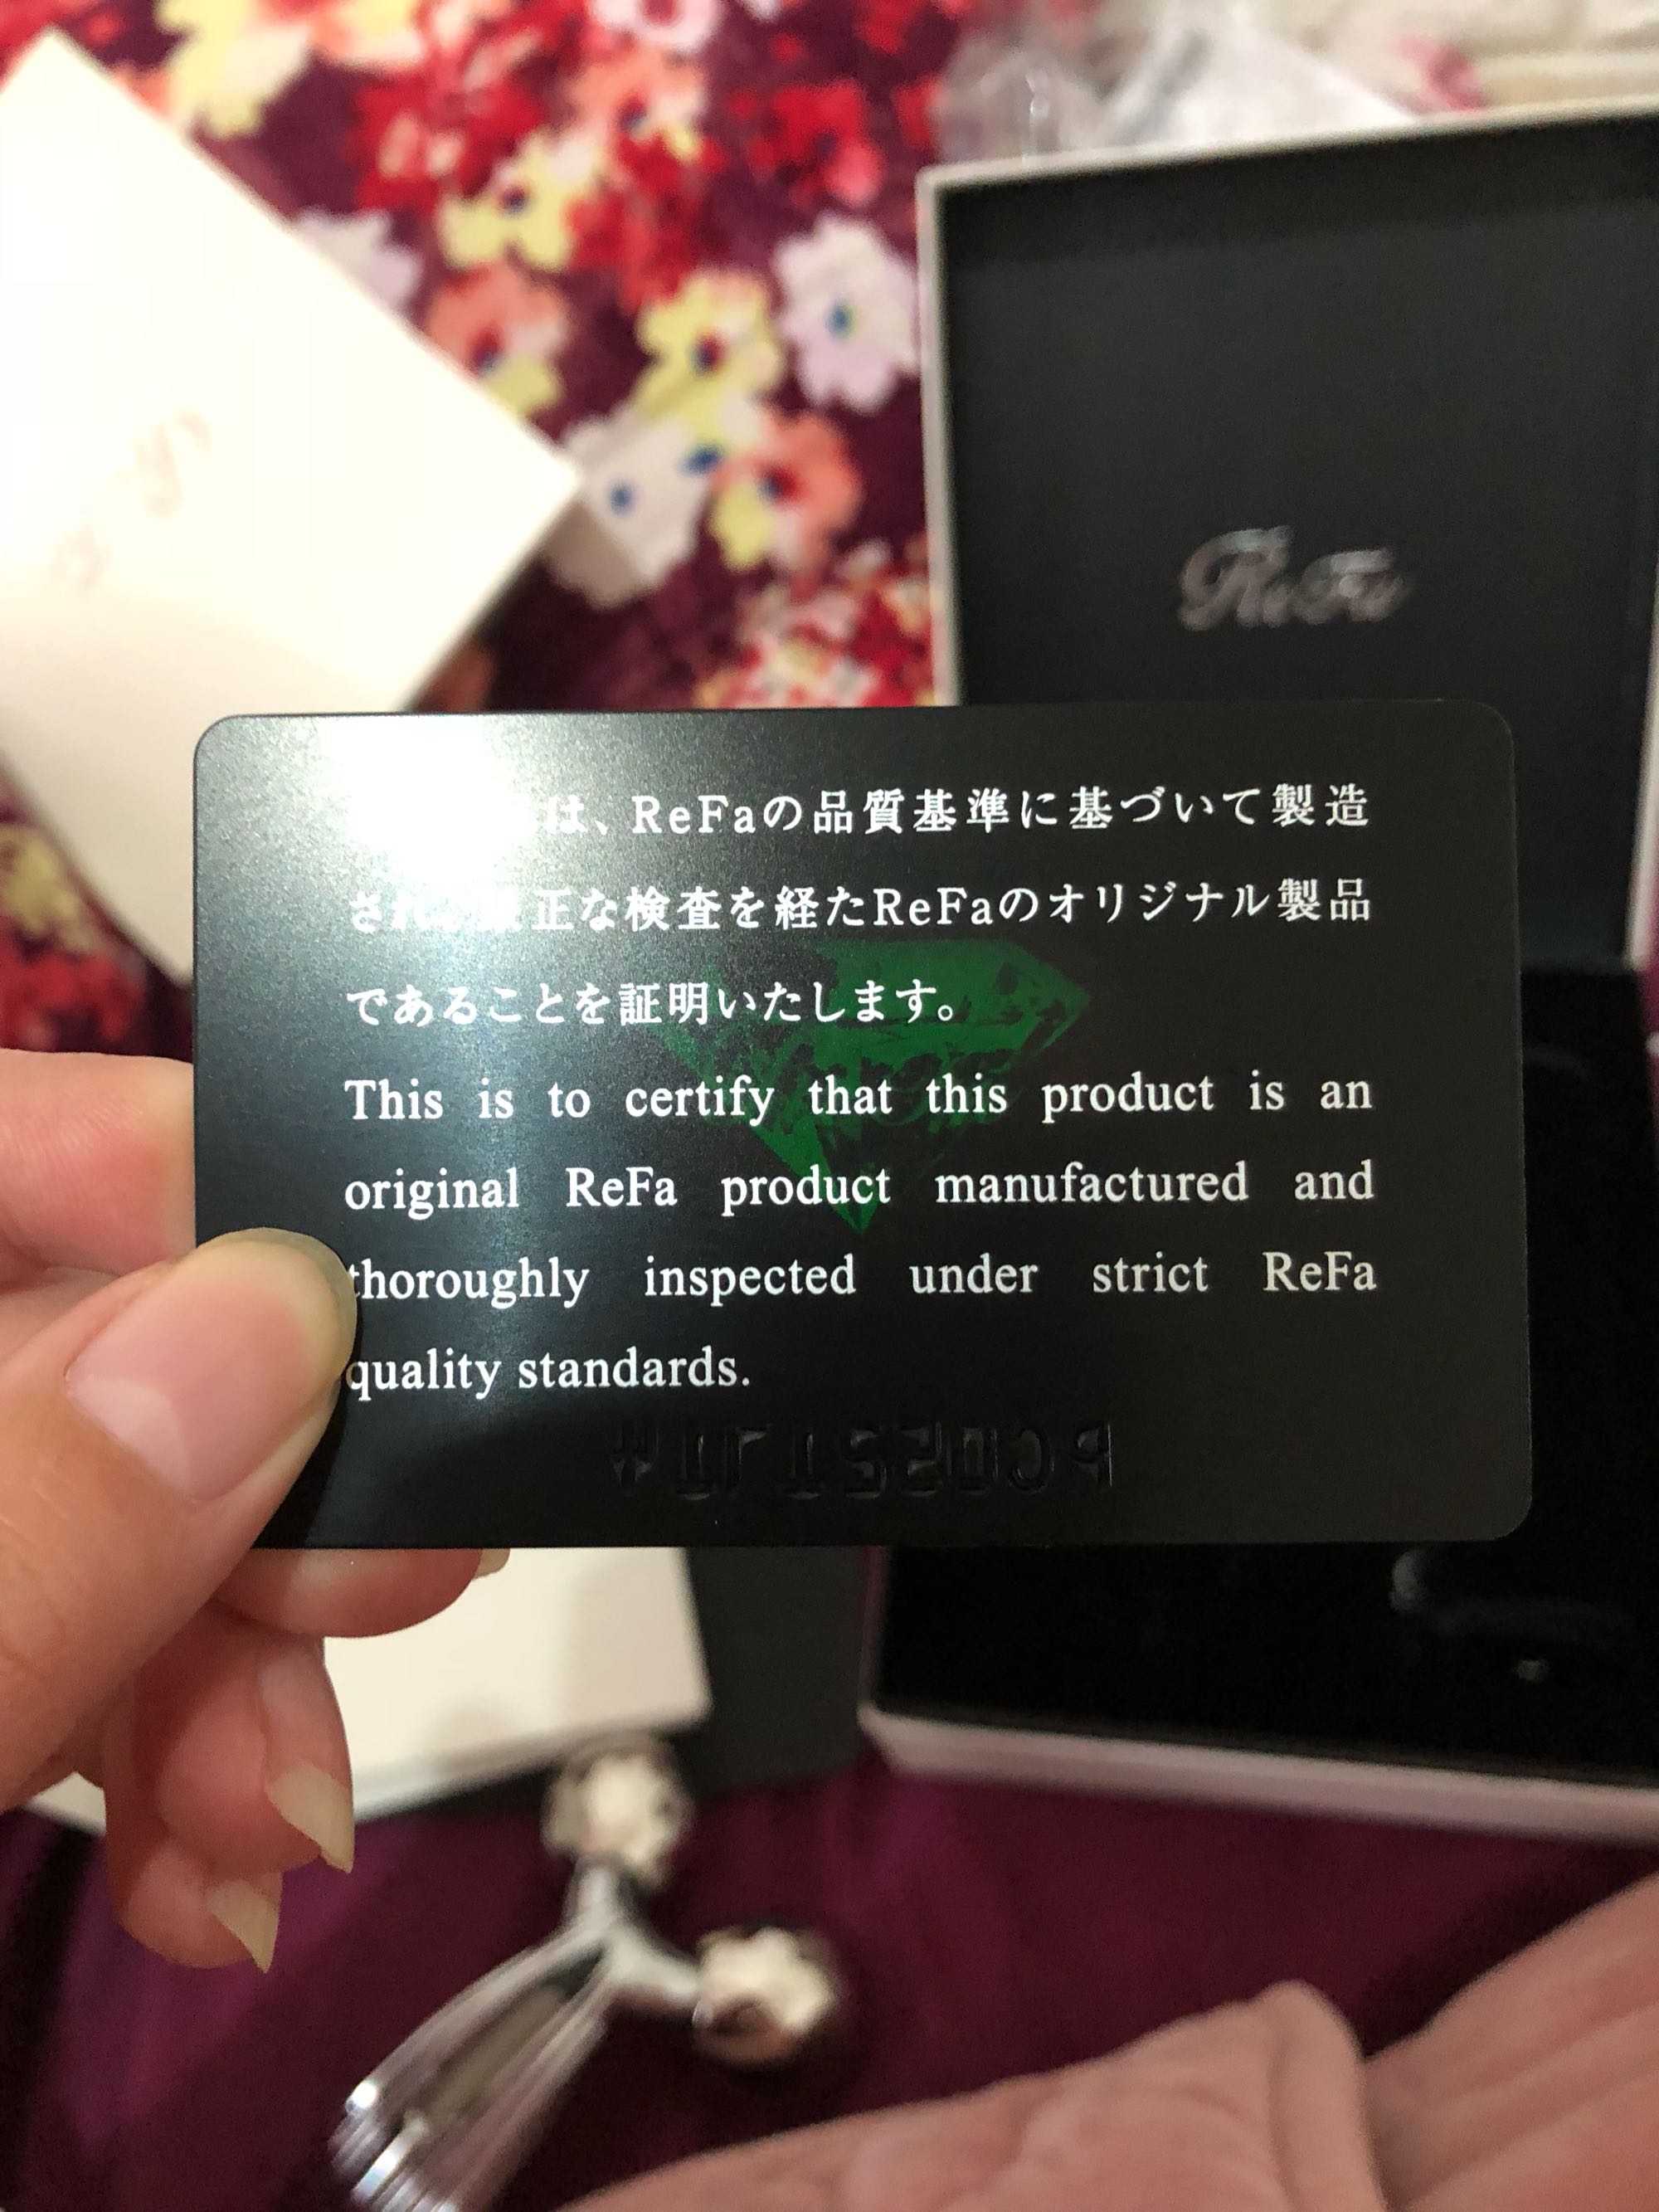 ReFa
は、ReFaの品質基準に基づいて製造
され、 正な検査を経たReFaのオリジナル製品
であることを証明いたします。
This is to certify that this product is an
original ReFa product manufactured and
thoroughly inspected under strict ReFa
quality standards.